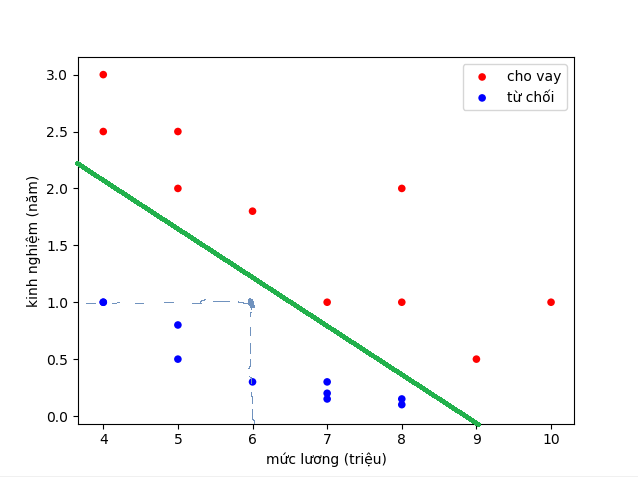 cho vay
từ chối
3.0
2.5
2.0
1.5
1.0
0.5
0.0
kinh nghiệm (năm)
4 5 6 7 8 9 10
mức lương (triệu)